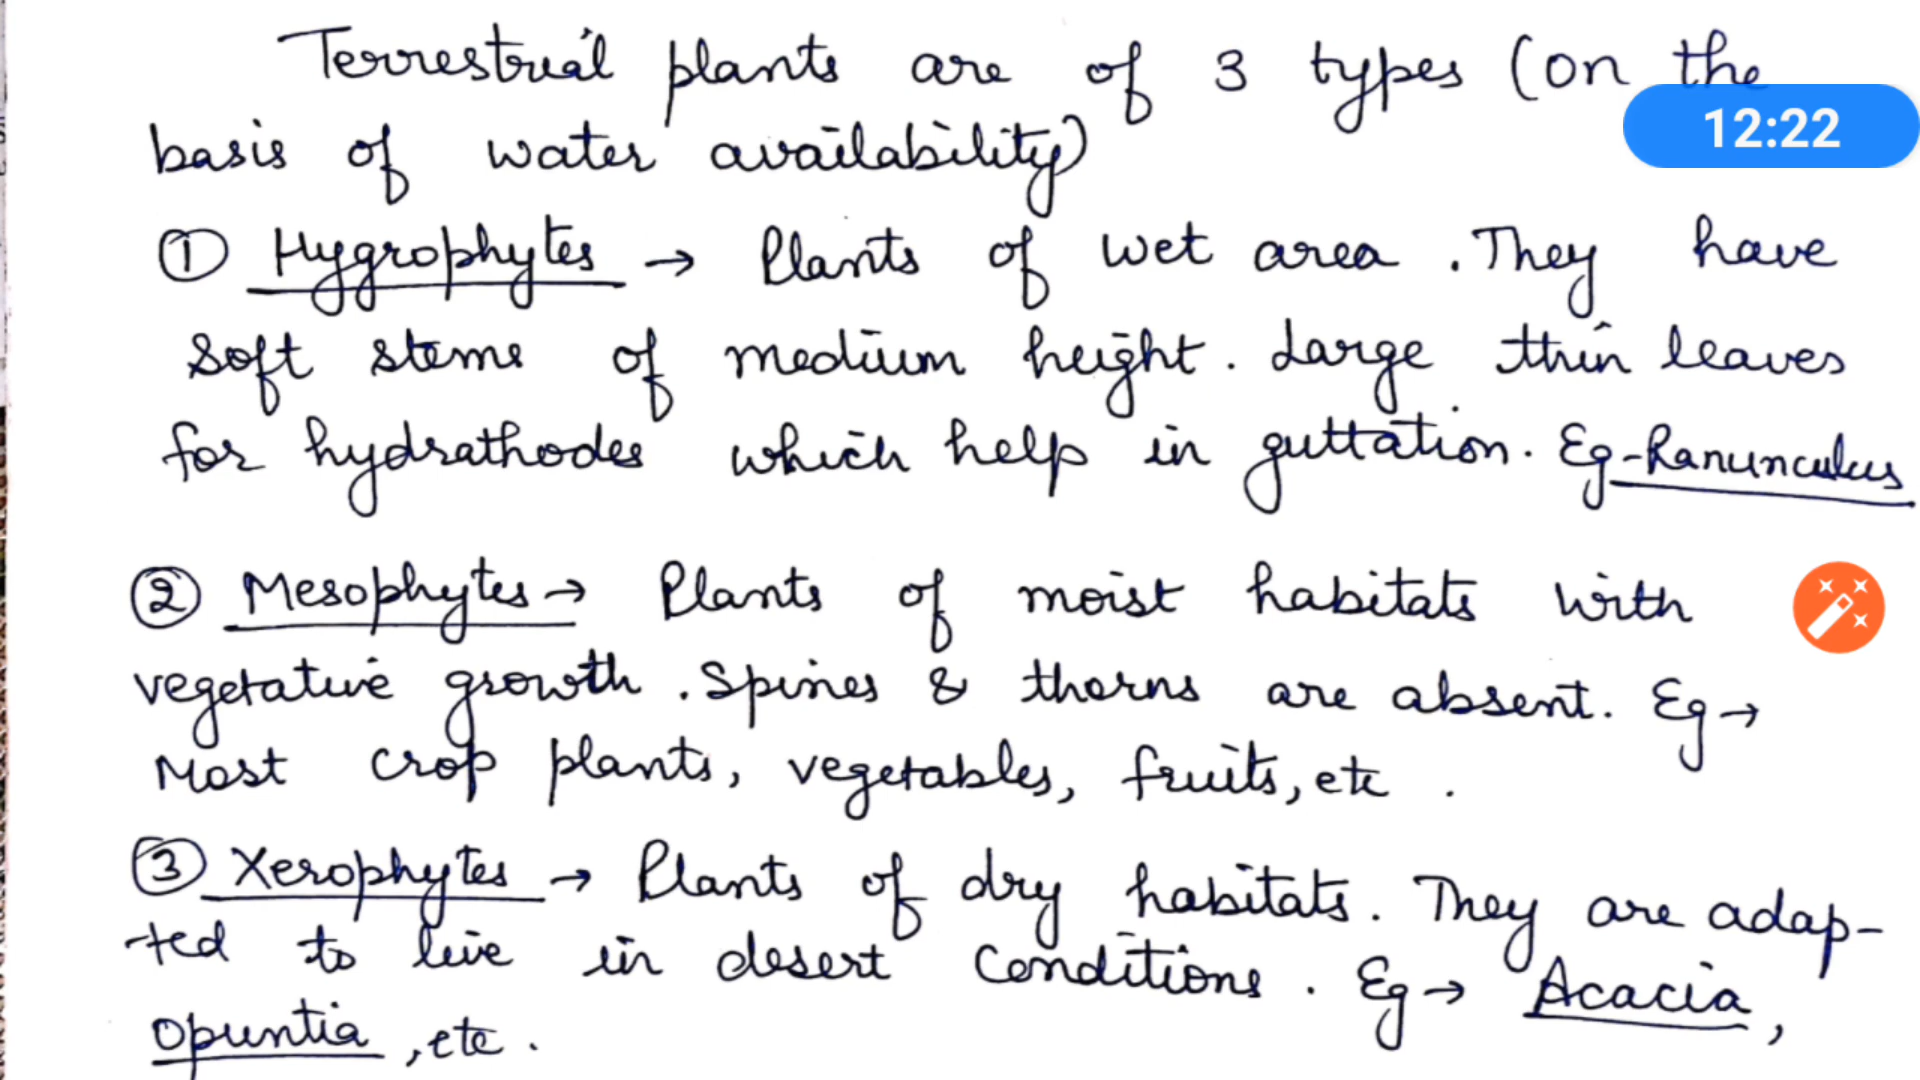 Terrestrial plants are of 3 types (on the
12:22
basis of water availability)
① Hygrophytes → Plants of wet area. They have
soft stems of medium height. Large thin leaves
for hydrathodes which help in guttation. Eg-Ranunculus
② Mesophytes → Plants of moist habitats with
vegetative growth. Spines & thorns are absent. Eg →
Most crop plants, vegetables, fruits, etc.
③ Xerophytes → Plants of dry habitats. They are adap-
ted to live in desert conditions. Eg → Acacia,
Opuntia, etc.